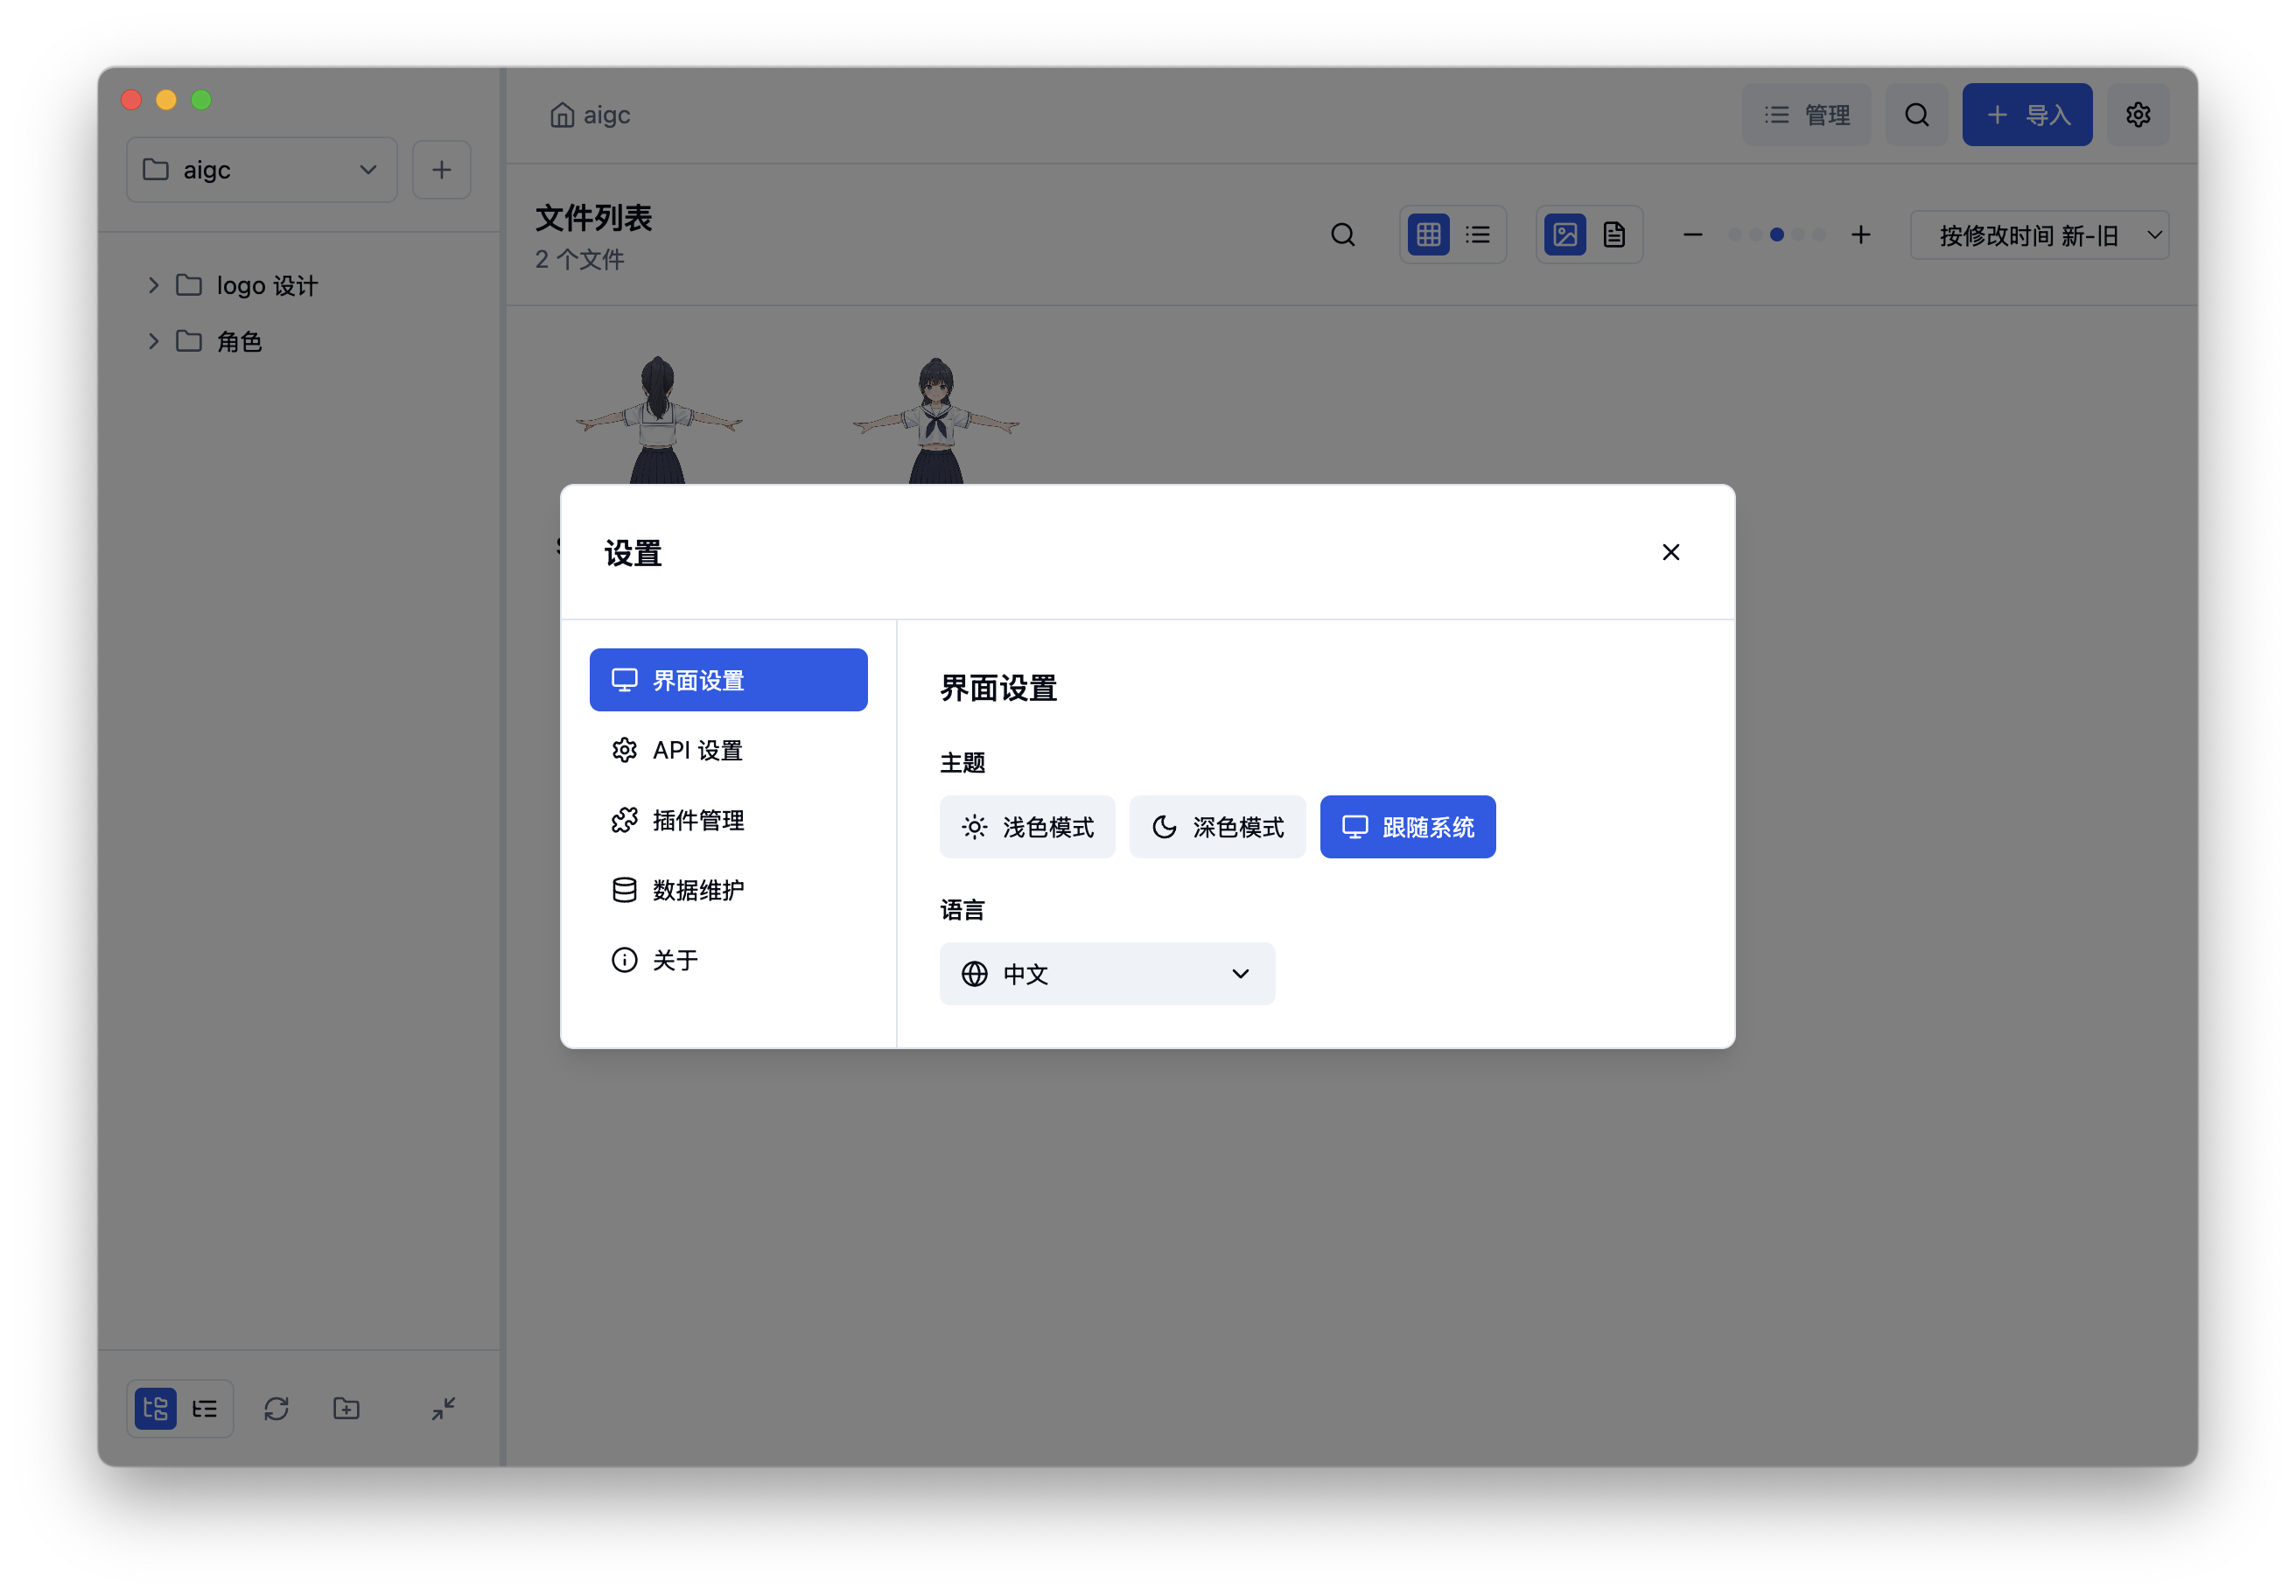 aigc
管理
导入
aigc
文件列表
2 个文件
按修改时间 新-旧
logo 设计
角色
设置
界面设置
API 设置
插件管理
数据维护
关于
界面设置
主题
浅色模式
深色模式
跟随系统
语言
中文